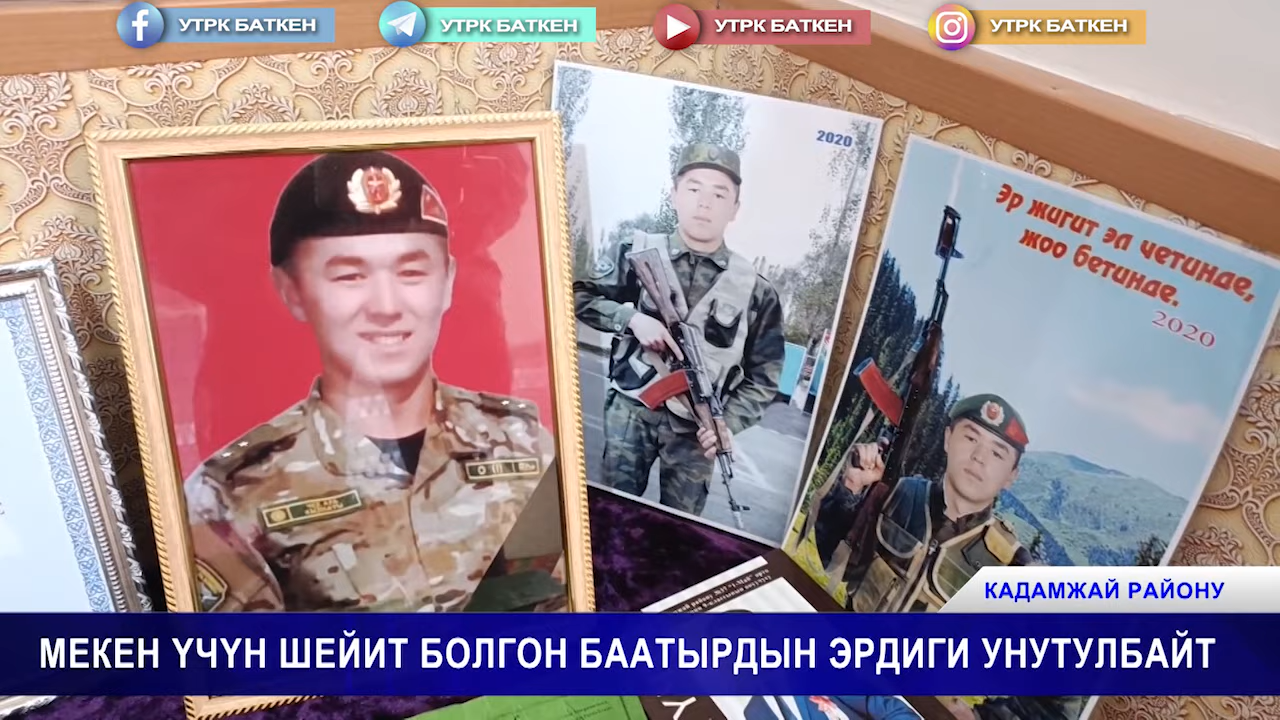 УТРК БАТКЕН
УТРК БАТКЕН
УТРК БАТКЕН
УТРК БАТКЕН
2020
Эр жигит эл четинде,
жоо бетинде.
2020
O (I) Rh+
КАДАМЖАЙ РАЙОНУ
МЕКЕН ҮЧҮН ШЕЙИТ БОЛГОН БААТЫРДЫН ЭРДИГИ УНУТУЛБАЙТ